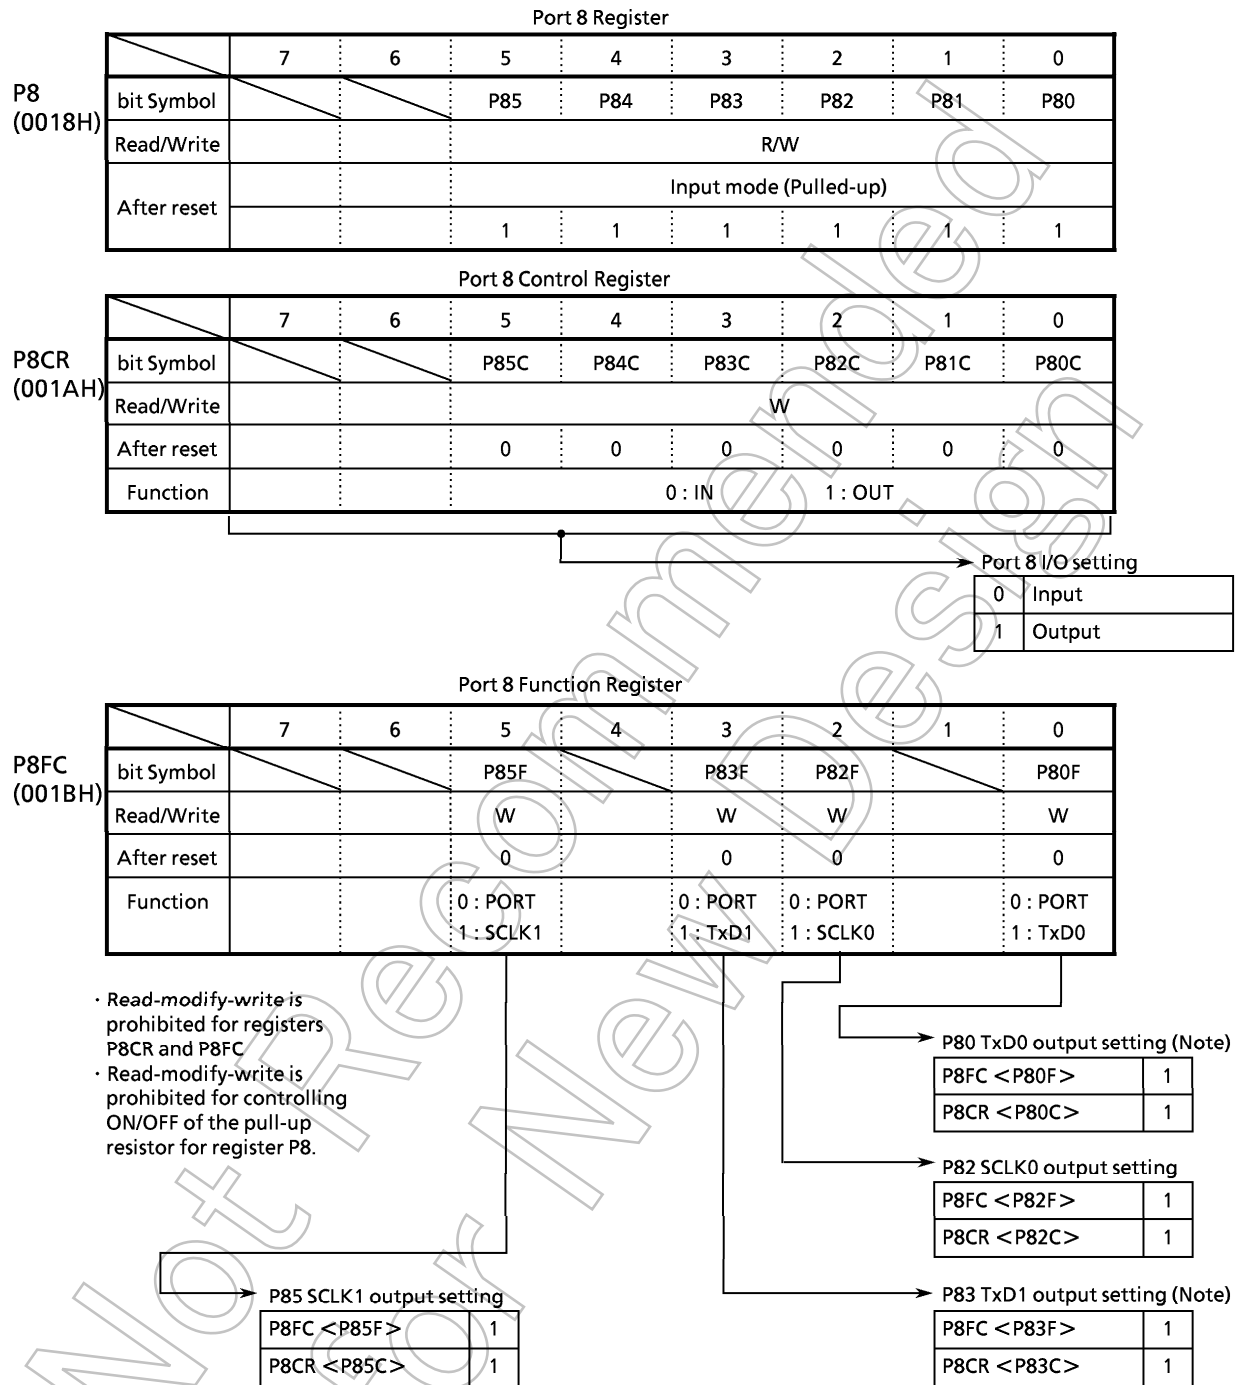 Port 8 Register
7 6 5 4 3 2 1 0
P8
(0018H)
bit Symbol P85 P84 P83 P82 P81 P80
Read/Write R/W
After reset Input mode (Pulled-up)
1 1 1 1 1 1
Port 8 Control Register
7 6 5 4 3 2 1 0
P8CR
(001AH)
bit Symbol P85C P84C P83C P82C P81C P80C
Read/Write W
After reset 0 0 0 0 0 0
Function 0 : IN 1 : OUT
Port 8 I/O setting
0 Input
1 Output
Port 8 Function Register
7 6 5 4 3 2 1 0
P8FC
(001BH)
bit Symbol P85F P83F P82F P80F
Read/Write W W W W
After reset 0 0 0 0
Function 0 : PORT 0 : PORT 0 : PORT 0 : PORT
1 : SCLK1 1 : TxD1 1 : SCLK0 1 : TxD0
· Read-modify-write is
prohibited for registers
P8CR and P8FC
· Read-modify-write is
prohibited for controlling
ON/OFF of the pull-up
resistor for register P8.
P80 TxD0 output setting (Note)
P8FC <P80F> 1
P8CR <P80C> 1
P82 SCLK0 output setting
P8FC <P82F> 1
P8CR <P82C> 1
P85 SCLK1 output setting
P8FC <P85F> 1
P8CR <P85C> 1
P83 TxD1 output setting (Note)
P8FC <P83F> 1
P8CR <P83C> 1
Not Recommended
for New Design